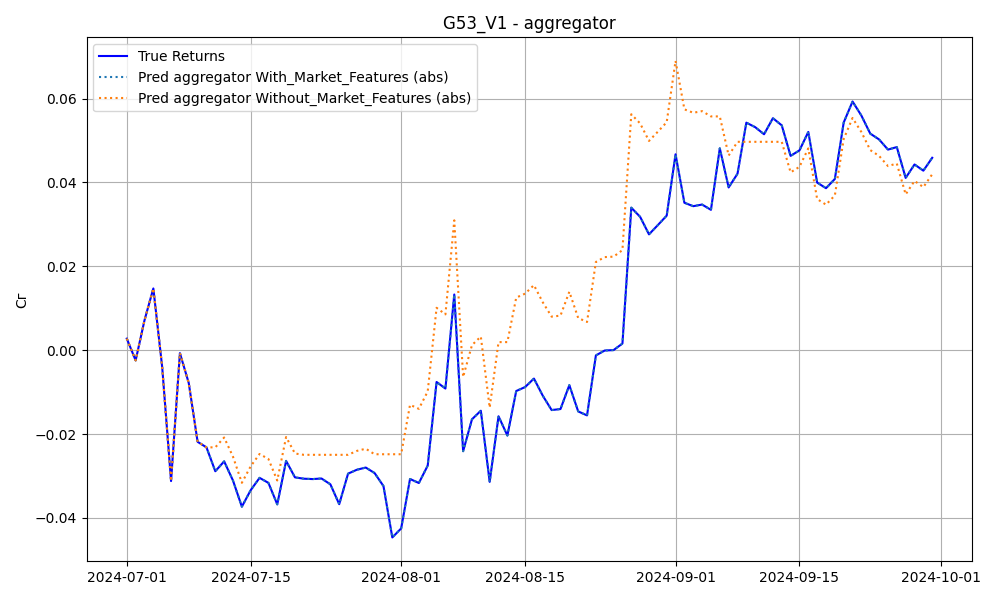 G53_V1 - aggregator
True Returns
Pred aggregator With_Market_Features (abs)
Pred aggregator Without_Market_Features (abs)
Cr
0.06
0.04
0.02
0.00
−0.02
−0.04
2024-07-01 2024-07-15 2024-08-01 2024-08-15 2024-09-01 2024-09-15 2024-10-01